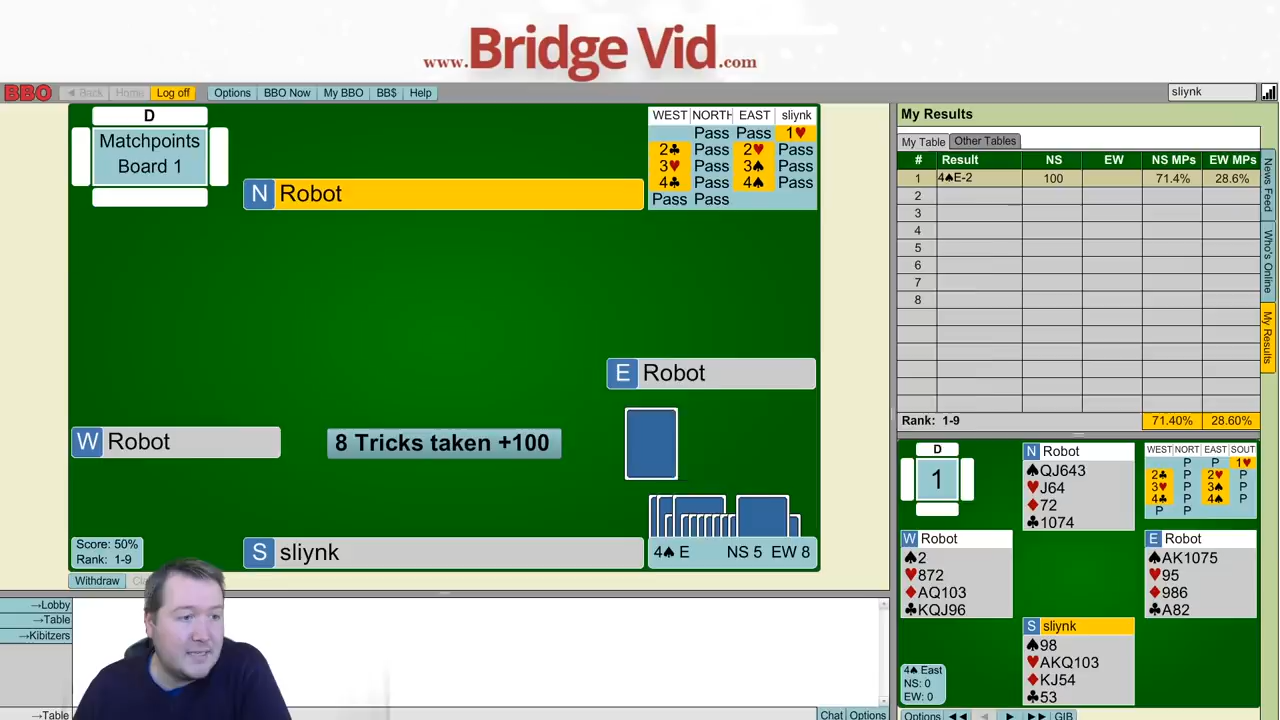 www.Bridge Vid.com
BBO ◄ Back Home Log off Options BBO Now My BBO BB$ Help sliynk
D
Matchpoints
Board 1
N Robot
WEST NORTH EAST sliynk
Pass Pass 1♥
2♣ Pass 2♥ Pass
3♥ Pass 3♠ Pass
4♣ Pass 4♠ Pass
Pass Pass
E Robot
W Robot
8 Tricks taken +100
Score: 50%
Rank: 1-9
S sliynk
4♠ E NS 5 EW 8
Withdraw
→Lobby
→Table
→Kibitzers
→Table
Chat Options
My Results
My Table Other Tables
# Result NS EW NS MPs EW MPs
1 4♠E-2 100 71.4% 28.6%
2
3
4
5
6
7
8
Rank: 1-9 71.40% 28.60%
News Feed
Who's Online
My Results
D
1
N Robot
♠QJ643
♥J64
♦72
♣1074
WEST NORT EAST SOUT
P P 1♥
2♣ P 2♥ P
3♥ P 3♠ P
4♣ P 4♠ P
P P
W Robot
♠2
♥872
♦AQ103
♣KQJ96
E Robot
♠AK1075
♥95
♦986
♣A82
S sliynk
♠98
♥AKQ103
♦KJ54
♣53
4♠ East
NS: 0
EW: 0
Options ◄◄ ◄ ► ►► GIB